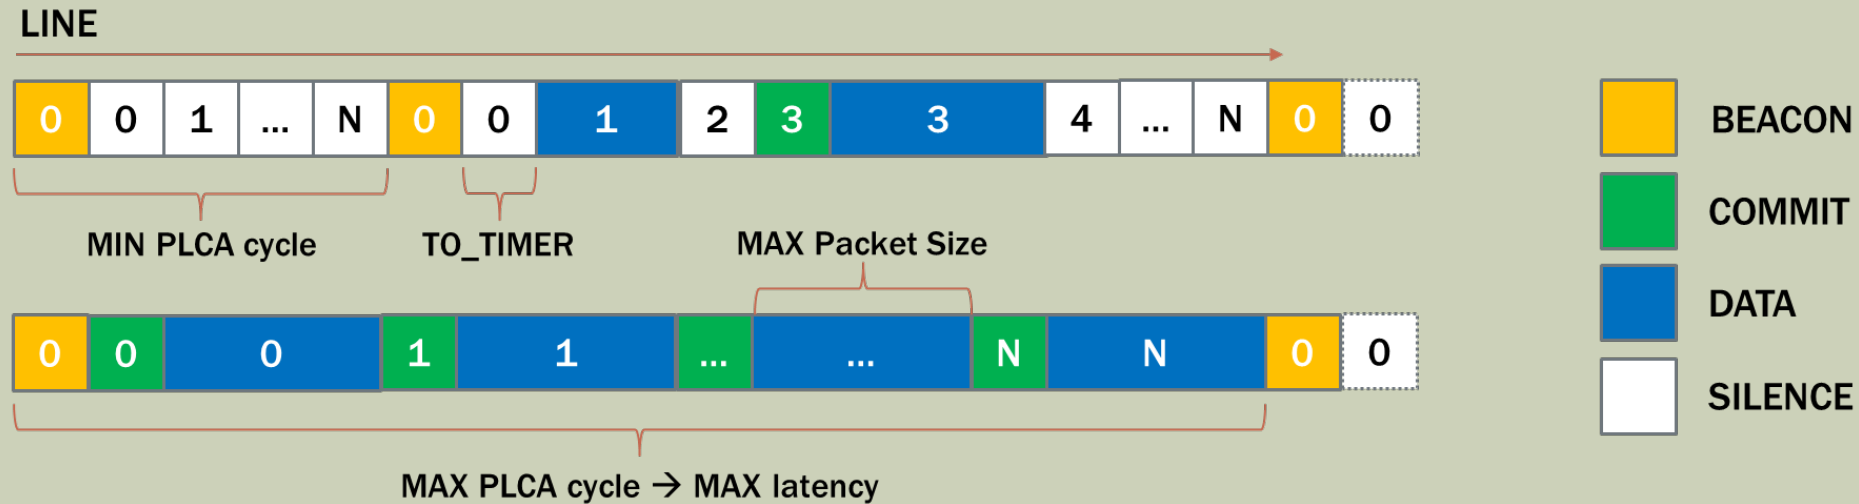 LINE
0 0 1 ... N 0 0 1 2 3 3 4 ... N 0 0
MIN PLCA cycle TO_TIMER MAX Packet Size
0 0 0 1 1 ... ... N N 0 0
MAX PLCA cycle → MAX latency
BEACON
COMMIT
DATA
SILENCE